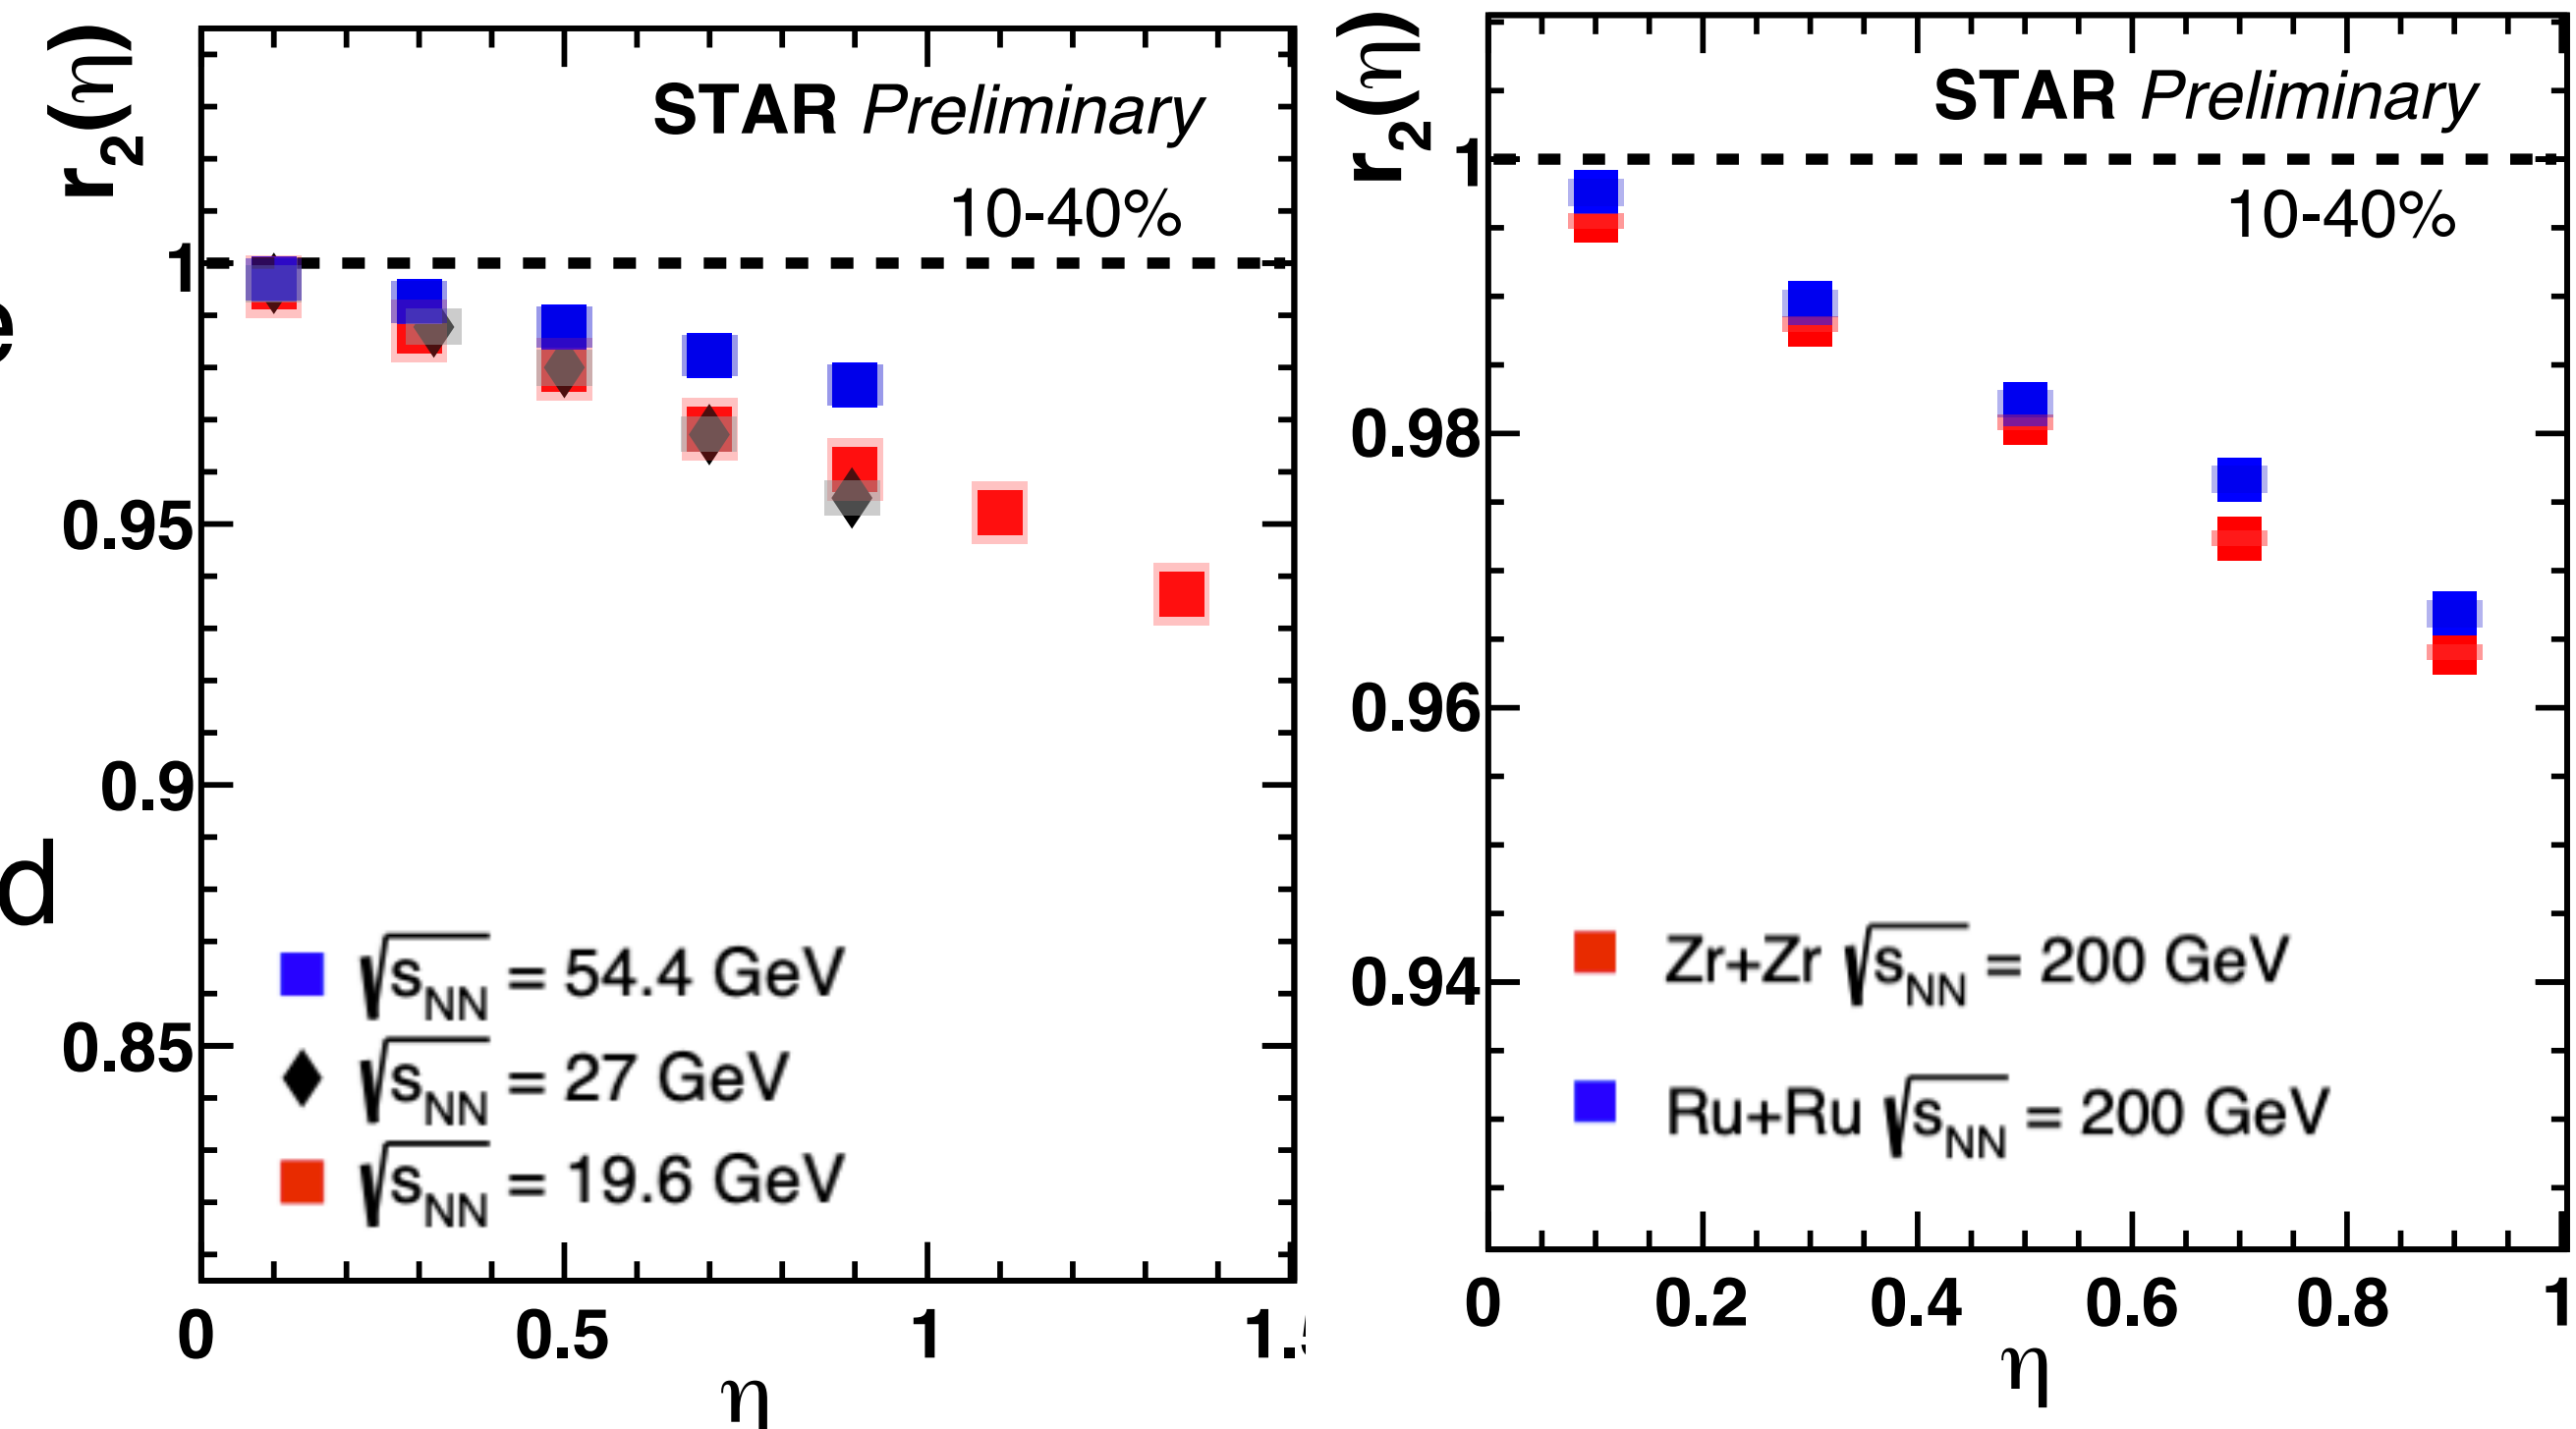 r2(η)
STAR Preliminary
10-40%
1
0.95
0.9
0.85
√sNN = 54.4 GeV
√sNN = 27 GeV
√sNN = 19.6 GeV
0 0.5 1 1.
η
e
d
r2(η)
STAR Preliminary
1
10-40%
0.98
0.96
0.94
Zr+Zr √sNN = 200 GeV
Ru+Ru √sNN = 200 GeV
0 0.2 0.4 0.6 0.8 1
η